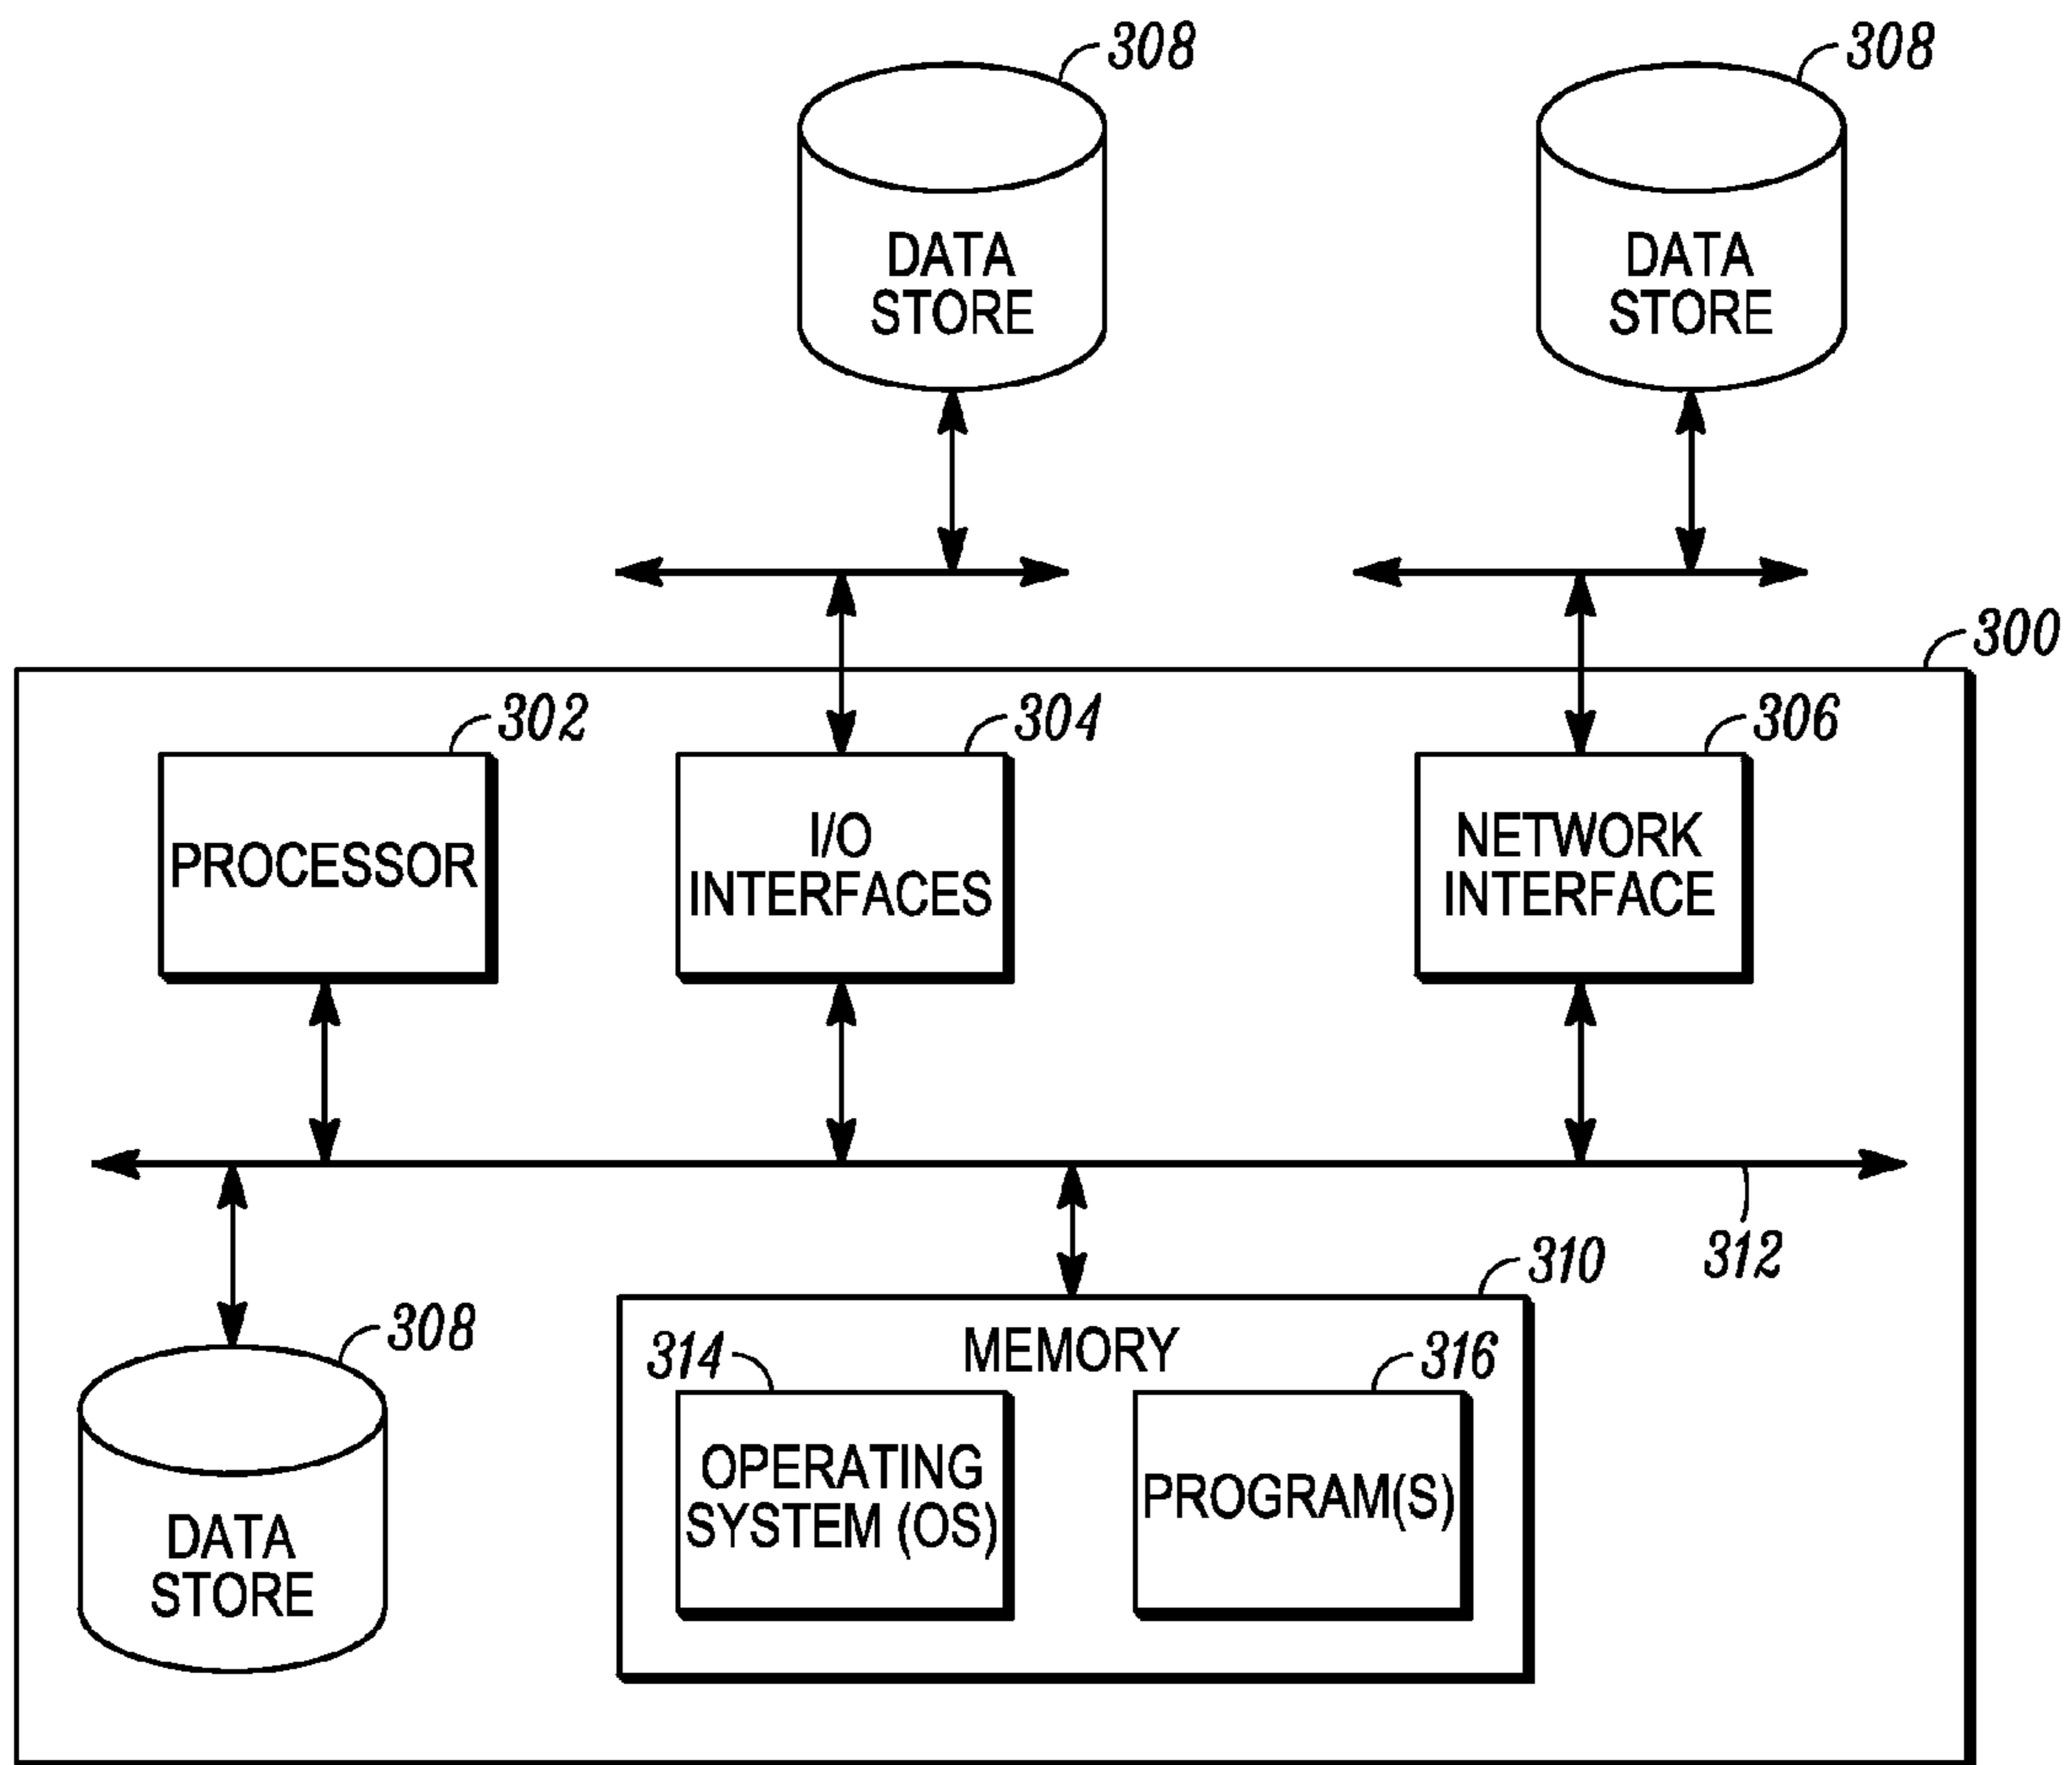 308
308
DATA
STORE
DATA
STORE
300
302
304
306
PROCESSOR
I/O
INTERFACES
NETWORK
INTERFACE
312
310
308
MEMORY
314
316
OPERATING
SYSTEM (OS)
PROGRAM(S)
DATA
STORE